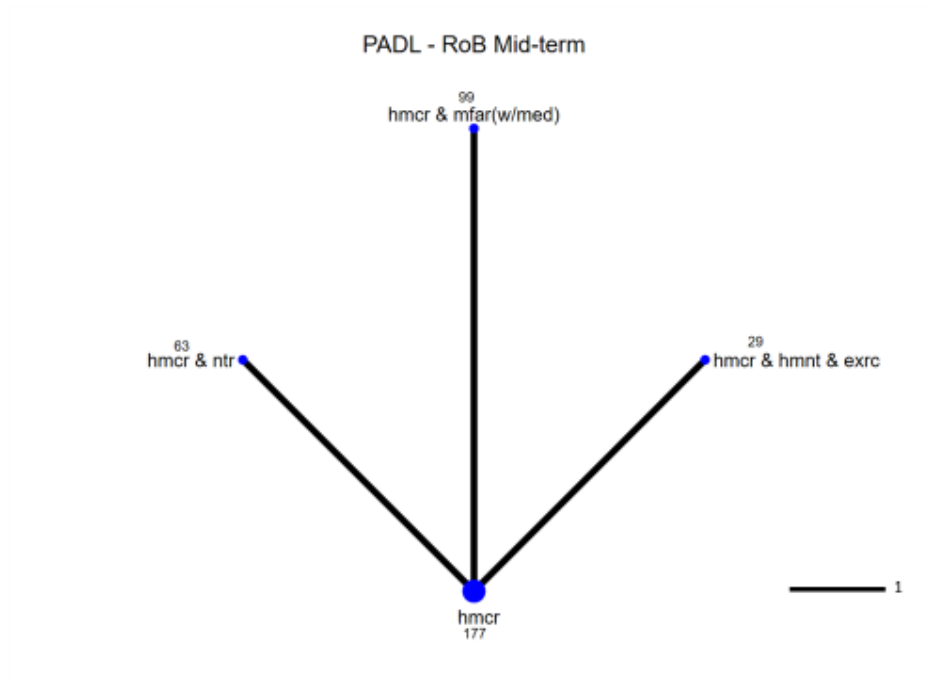 PADL - RoB Mid-term
99
hmcr & mfar(w/med)
63
hmcr & ntr
29
hmcr & hmnt & exrc
1
hmcr
177